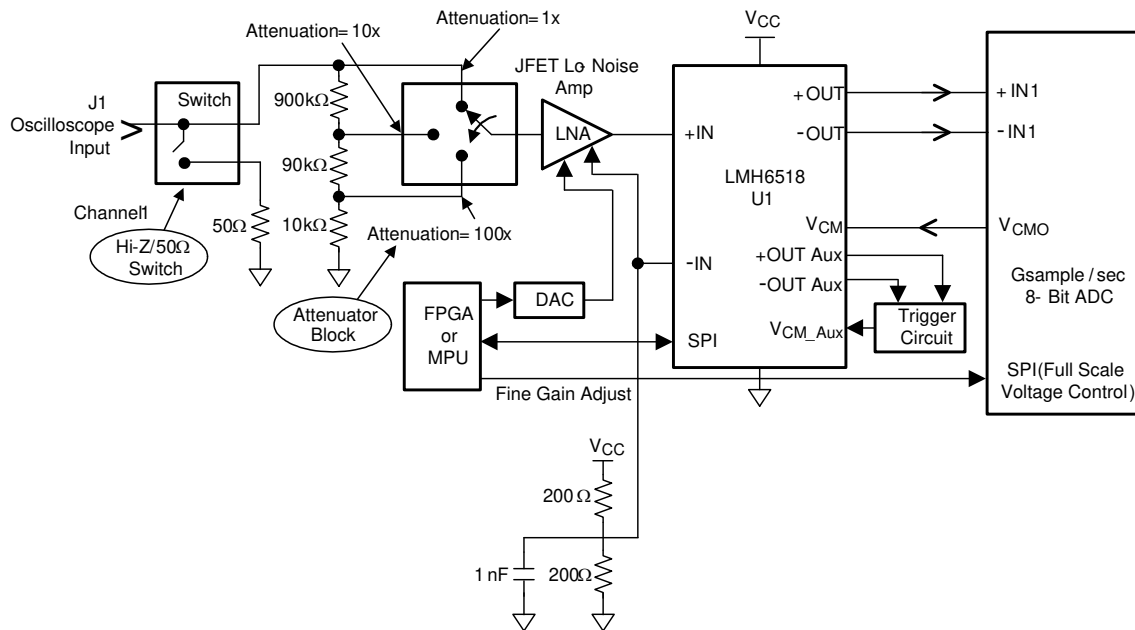 Attenuation=10x
Attenuation=1x
VCC
J1
Oscilloscope
Input
Switch
900kΩ
JFET Lo Noise
Amp
LNA
+IN
+OUT
-OUT
+IN1
-IN1
90kΩ
LMH6518
U1
Channel1
50Ω
10kΩ
Attenuation=100x
VCM
VCMO
Hi-Z/50Ω
Switch
-IN
+OUT Aux
-OUT Aux
Gsample/sec
8- Bit ADC
Attenuator
Block
FPGA
or
MPU
DAC
SPI
VCM_Aux
Trigger
Circuit
Fine Gain Adjust
SPI(Full Scale
Voltage Control)
VCC
200Ω
1nF
200Ω